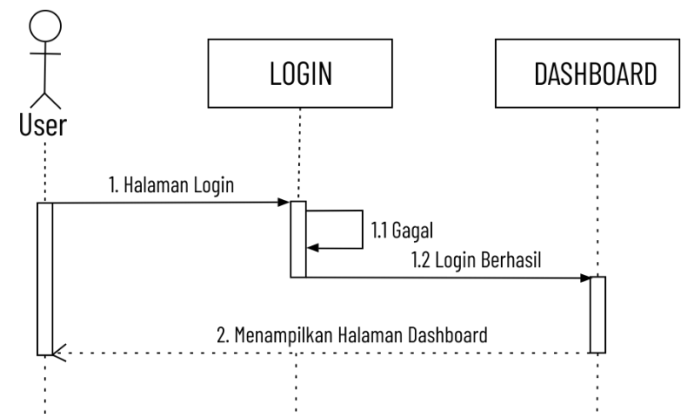 LOGIN
DASHBOARD
User
1. Halaman Login
1.1 Gagal
1.2 Login Berhasil
2. Menampilkan Halaman Dashboard